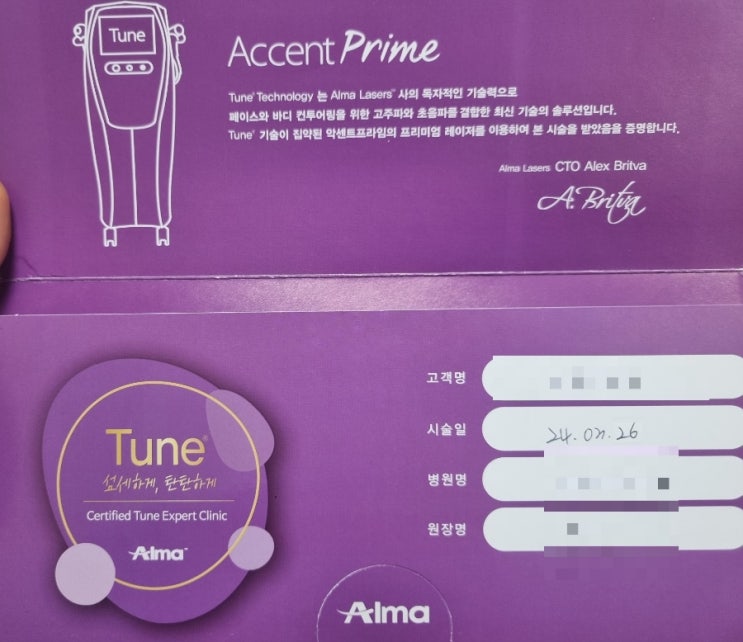 Tune
Accent Prime
Tune® Technology 는 Alma Lasers™ 사의 독자적인 기술력으로
페이스와 바디 컨투어링을 위한 고주파와 초음파를 결합한 최신 기술의 솔루션입니다.
Tune® 기술이 집약된 악센트프라임의 프리미엄 레이저를 이용하여 본 시술을 받았음을 증명합니다.
Alma Lasers CTO Alex Britva
A. Britva
Tune®
섬세하게, 탄탄하게
Certified Tune Expert Clinic
Alma™
고객명
시술일 24. 07. 26
병원명
원장명
Alma